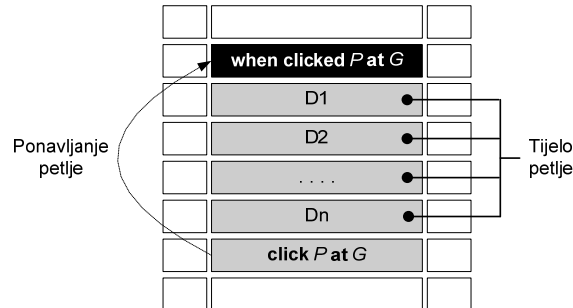 when clicked P at G
D1
D2
. . . .
Dn
click P at G
Ponavljanje
petlje
Tijelo
petlje